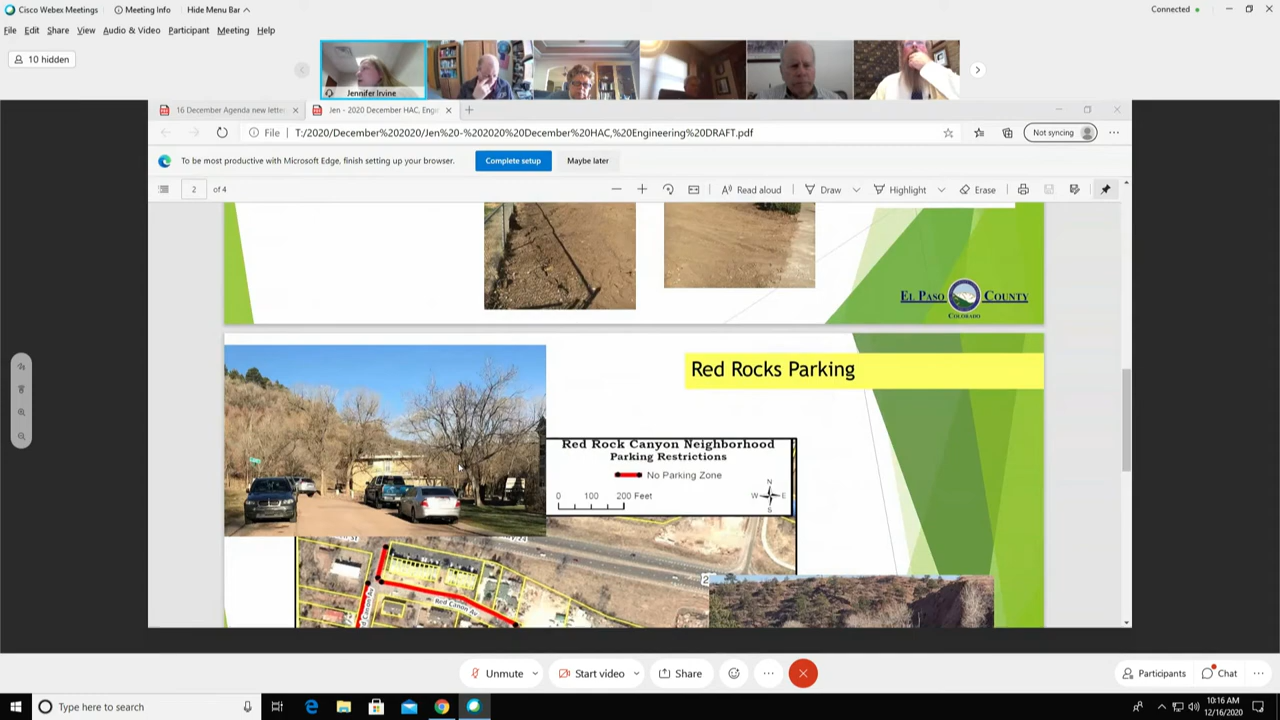 Cisco Webex Meetings
Meeting Info
Hide Menu Bar
Connected
File Edit Share View Audio & Video Participant Meeting Help
10 hidden
Jennifer Irvine
16 December Agenda new lette
Jen - 2020 December HAC, Engi
File
T:/2020/December%202020/Jen%20-%202020%20December%20HAC,%20Engineering%20DRAFT.pdf
Not syncing
To be most productive with Microsoft Edge, finish setting up your browser.
Complete setup
Maybe later
2 of 4
Read aloud
Draw
Highlight
Erase
EL PASO COUNTY
COLORADO
Red Rocks Parking
Red Rock Canyon Neighborhood
Parking Restrictions
No Parking Zone
0 100 200 Feet
N
W E
S
Red Canon Av
Unmute
Start video
Share
Participants
Chat
Type here to search
10:16 AM
12/16/2020